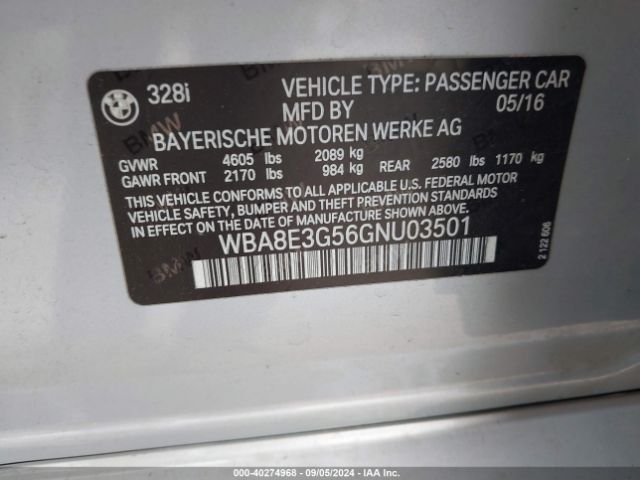 BMW
328i VEHICLE TYPE: PASSENGER CAR
MFD BY 05/16
BAYERISCHE MOTOREN WERKE AG
GVWR 4605 lbs 2089 kg
GAWR FRONT 2170 lbs 984 kg REAR 2580 lbs 1170 kg
THIS VEHICLE CONFORMS TO ALL APPLICABLE U.S. FEDERAL MOTOR
VEHICLE SAFETY, BUMPER AND THEFT PREVENTION STANDARDS IN
EFFECT ON THE DATE OF MANUFACTURE SHOWN ABOVE.
WBA8E3G56GNU03501
2 122 606
000-40274968 - 09/05/2024 - IAA Inc.